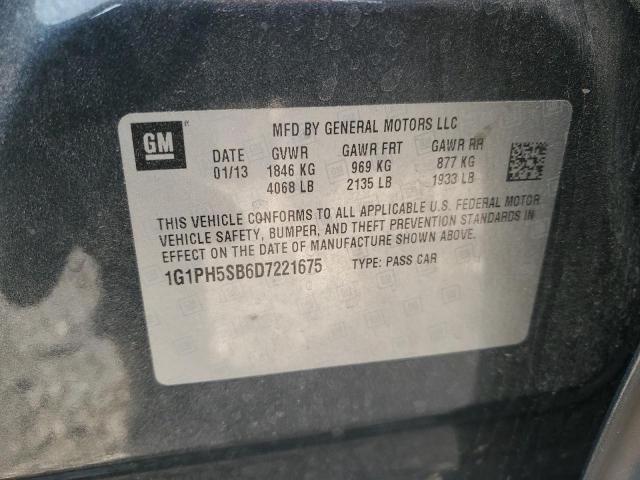 GM
MFD BY GENERAL MOTORS LLC
DATE GVWR GAWR FRT GAWR RR
01/13 1846 KG 969 KG 877 KG
4068 LB 2135 LB 1933 LB
THIS VEHICLE CONFORMS TO ALL APPLICABLE U.S. FEDERAL MOTOR
VEHICLE SAFETY, BUMPER, AND THEFT PREVENTION STANDARDS IN
EFFECT ON THE DATE OF MANUFACTURE SHOWN ABOVE.
1G1PH5SB6D7221675 TYPE: PASS CAR